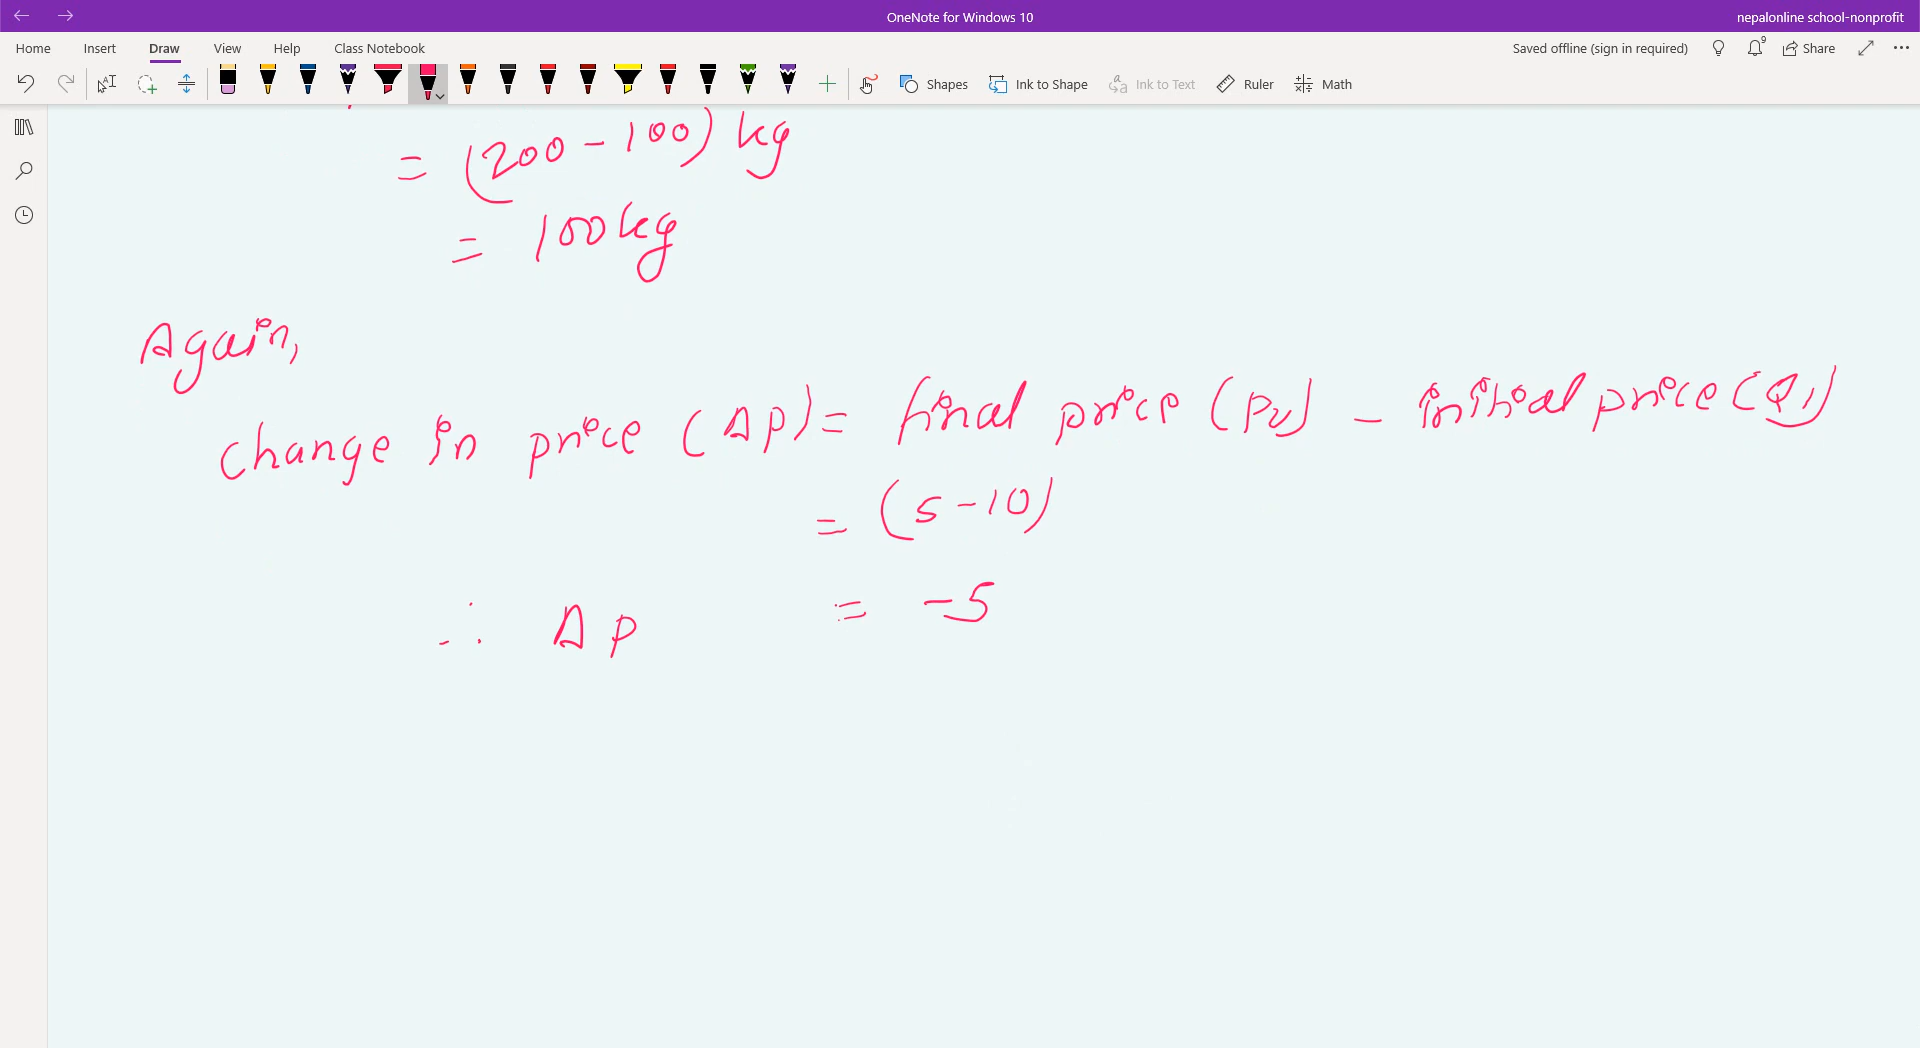 OneNote for Windows 10
nepalonline school-nonprofit
Home Insert Draw View Help Class Notebook
Saved offline (sign in required) 9 Share
Shapes Ink to Shape Ink to Text Ruler Math
= (200 - 100) kg
= 100 kg
Again,
change in price (Δp) = final price (P2) - initial price (Q1)
= (5 - 10)
∴ Δp = -5